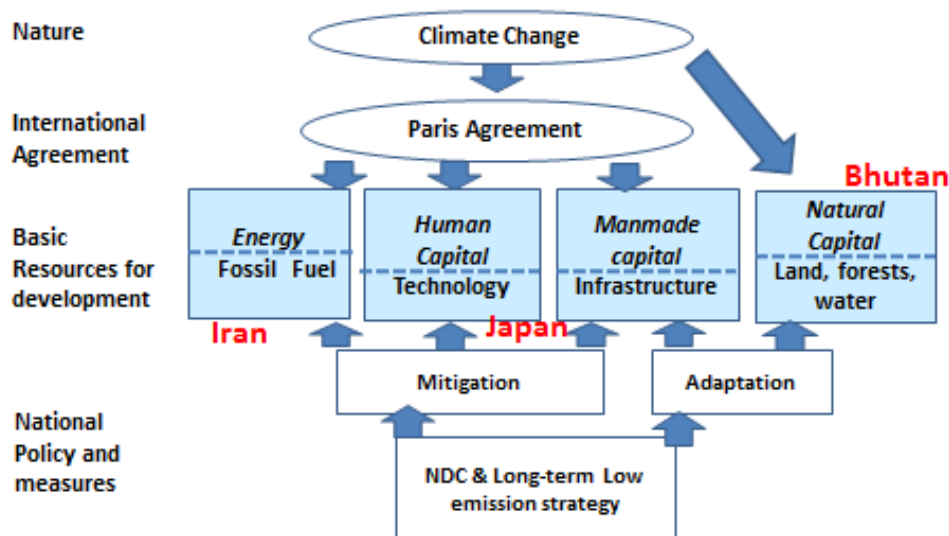 Nature
Climate Change
International
Agreement
Paris Agreement
Bhutan
Basic
Resources for
development
Energy
Fossil Fuel
Human
Capital
Technology
Manmade
capital
Infrastructure
Natural
Capital
Land, forests,
water
Iran
Japan
Mitigation
Adaptation
National
Policy and
measures
NDC & Long-term Low
emission strategy